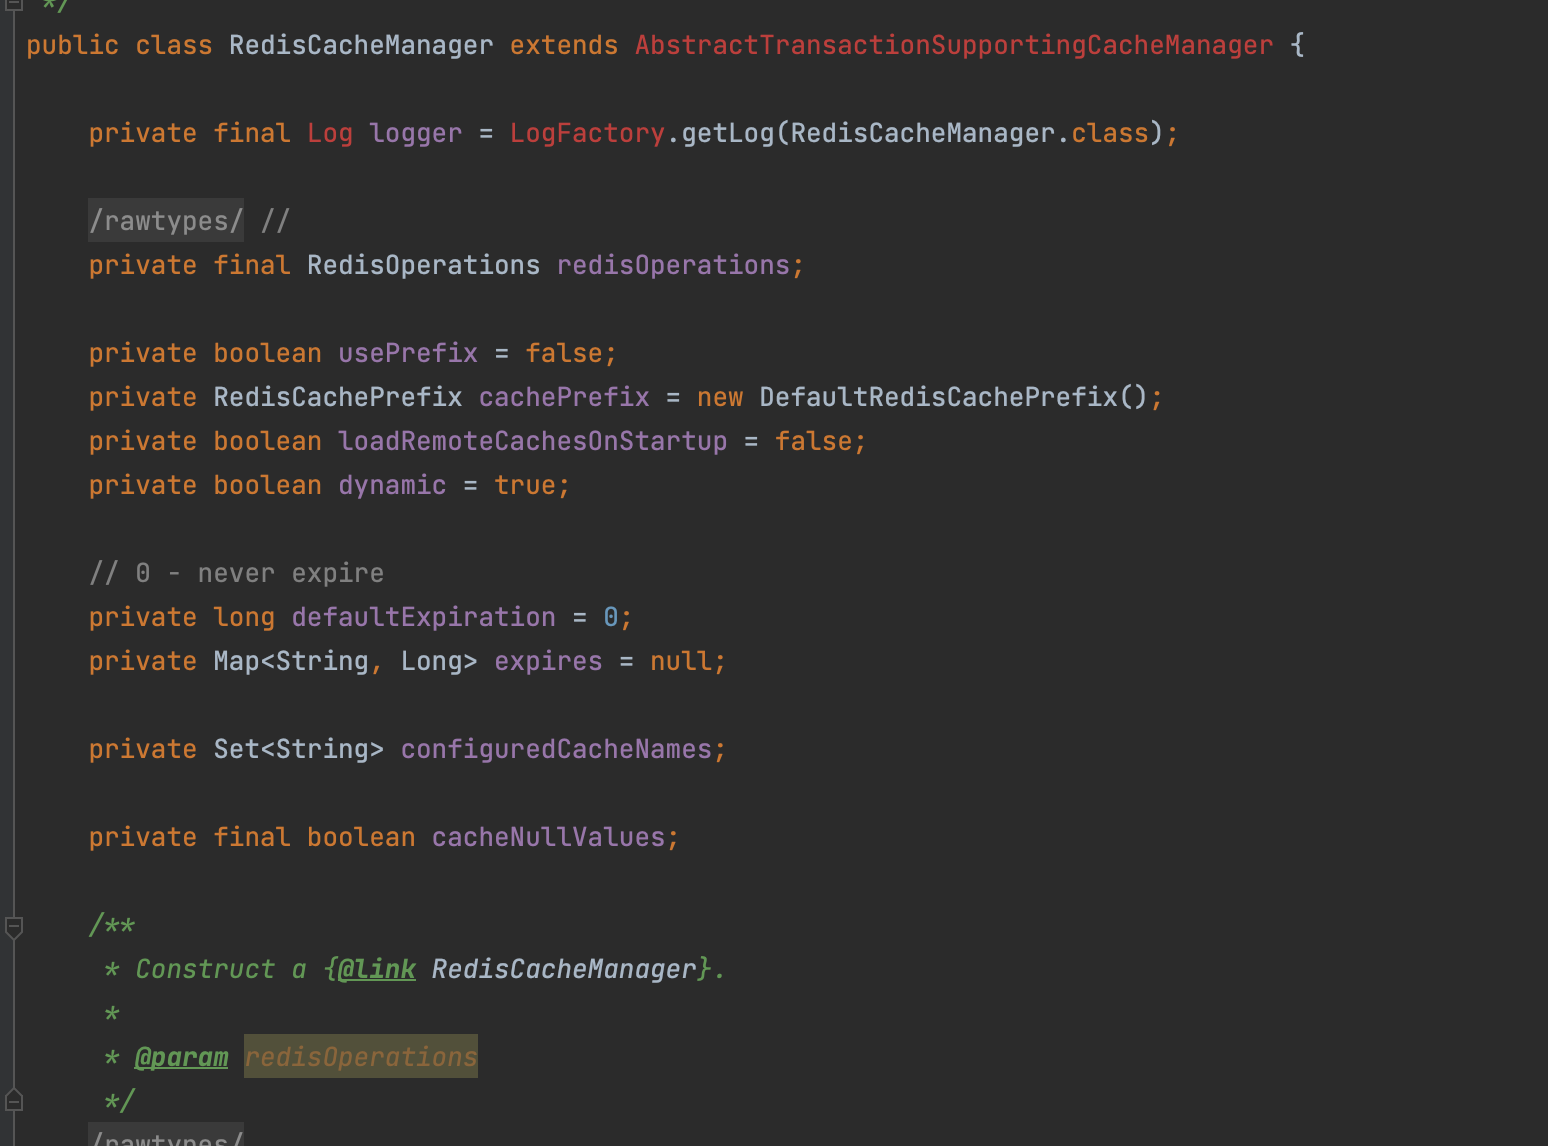 */
public class RedisCacheManager extends AbstractTransactionSupportingCacheManager {
private final Log logger = LogFactory.getLog(RedisCacheManager.class);
/rawtypes/ //
private final RedisOperations redisOperations;
private boolean usePrefix = false;
private RedisCachePrefix cachePrefix = new DefaultRedisCachePrefix();
private boolean loadRemoteCachesOnStartup = false;
private boolean dynamic = true;
// 0 - never expire
private long defaultExpiration = 0;
private Map<String, Long> expires = null;
private Set<String> configuredCacheNames;
private final boolean cacheNullValues;
/**
* Construct a {@link RedisCacheManager}.
*
* @param redisOperations
*/
/rawtypes/